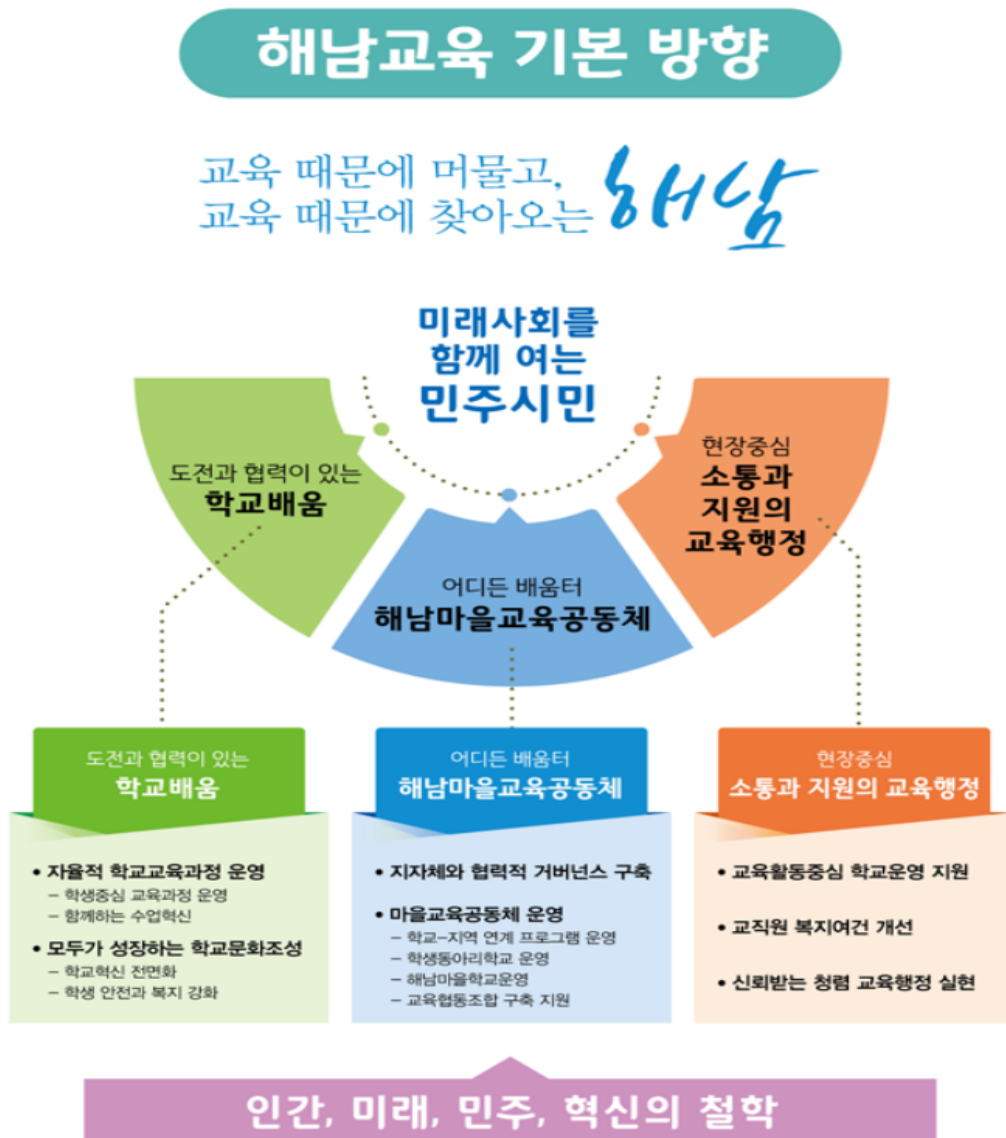 해남교육 기본 방향
교육 때문에 머물고,
교육 때문에 찾아오는 해남
미래사회를
함께 여는
민주시민
도전과 협력이 있는
학교배움
어디든 배움터
해남마을교육공동체
현장중심
소통과
지원의
교육행정
도전과 협력이 있는
학교배움
• 자율적 학교교육과정 운영
– 학생중심 교육과정 운영
– 함께하는 수업혁신
• 모두가 성장하는 학교문화조성
– 학교혁신 전면화
– 학생 안전과 복지 강화
어디든 배움터
해남마을교육공동체
• 지자체와 협력적 거버넌스 구축
• 마을교육공동체 운영
– 학교–지역 연계 프로그램 운영
– 학생동아리학교 운영
– 해남마을학교운영
– 교육협동조합 구축 지원
현장중심
소통과 지원의 교육행정
• 교육활동중심 학교운영 지원
• 교직원 복지여건 개선
• 신뢰받는 청렴 교육행정 실현
인간, 미래, 민주, 혁신의 철학